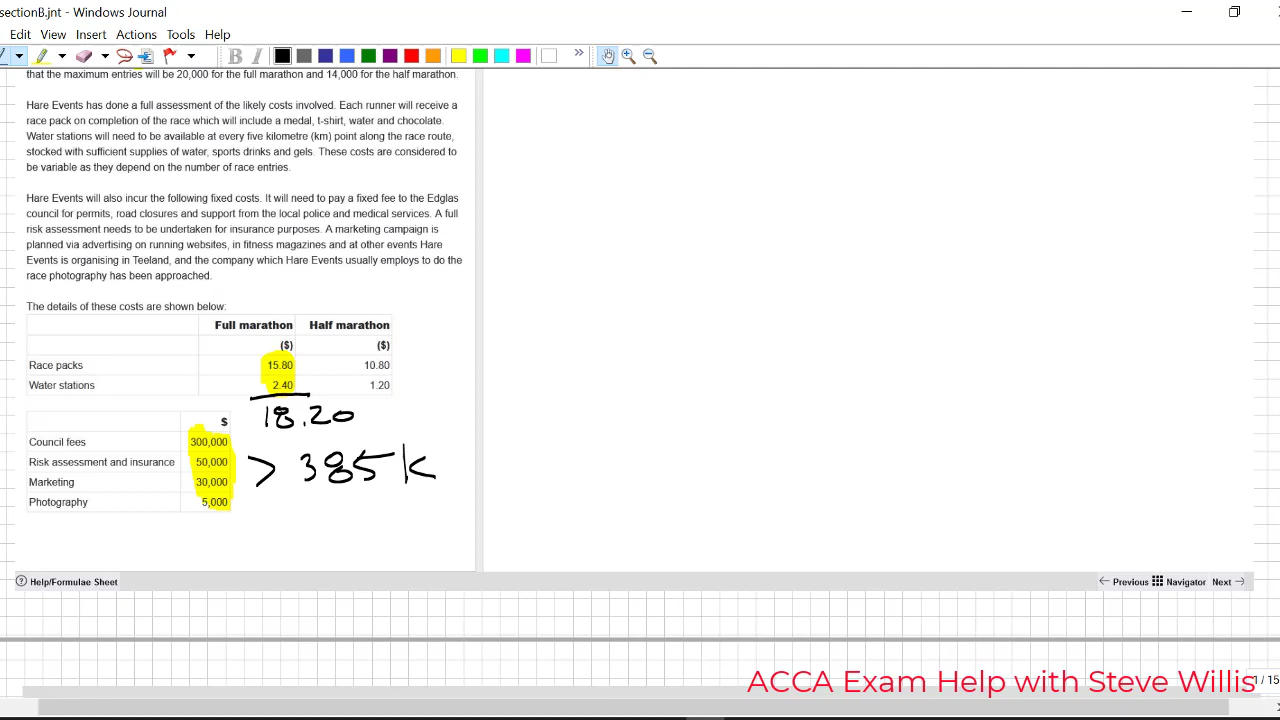 sectionB.jnt - Windows Journal
Edit View Insert Actions Tools Help
B I
that the maximum entries will be 20,000 for the full marathon and 14,000 for the half marathon.
Hare Events has done a full assessment of the likely costs involved. Each runner will receive a
race pack on completion of the race which will include a medal, t-shirt, water and chocolate.
Water stations will need to be available at every five kilometre (km) point along the race route,
stocked with sufficient supplies of water, sports drinks and gels. These costs are considered to
be variable as they depend on the number of race entries.
Hare Events will also incur the following fixed costs. It will need to pay a fixed fee to the Edglas
council for permits, road closures and support from the local police and medical services. A full
risk assessment needs to be undertaken for insurance purposes. A marketing campaign is
planned via advertising on running websites, in fitness magazines and at other events Hare
Events is organising in Teeland, and the company which Hare Events usually employs to do the
race photography has been approached.
The details of these costs are shown below:
Full marathon Half marathon
($) ($)
Race packs 15.80 10.80
Water stations 2.40 1.20
18.20
$
Council fees 300,000
Risk assessment and insurance 50,000 > 385 K
Marketing 30,000
Photography 5,000
? Help/Formulae Sheet
Previous Navigator Next
ACCA Exam Help with Steve Willis
1 / 15